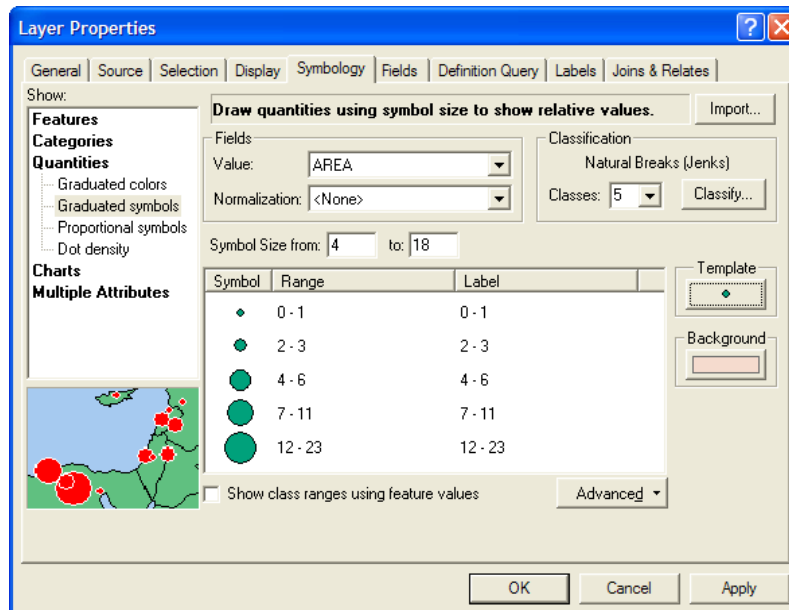 Layer Properties
General Source Selection Display Symbology Fields Definition Query Labels Joins & Relates
Show:
Features
Categories
Quantities
Graduated colors
Graduated symbols
Proportional symbols
Dot density
Charts
Multiple Attributes
Draw quantities using symbol size to show relative values.
Import...
Fields
Value: AREA
Normalization: <None>
Classification
Natural Breaks (Jenks)
Classes: 5 Classify...
Symbol Size from: 4 to: 18
Symbol Range Label
0 - 1 0 - 1
2 - 3 2 - 3
4 - 6 4 - 6
7 - 11 7 - 11
12 - 23 12 - 23
Template
Background
Show class ranges using feature values
Advanced
OK Cancel Apply